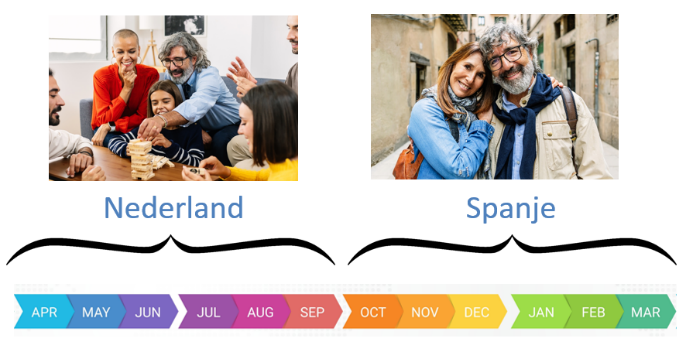 Nederland
Spanje
APR MAY JUN JUL AUG SEP OCT NOV DEC JAN FEB MAR